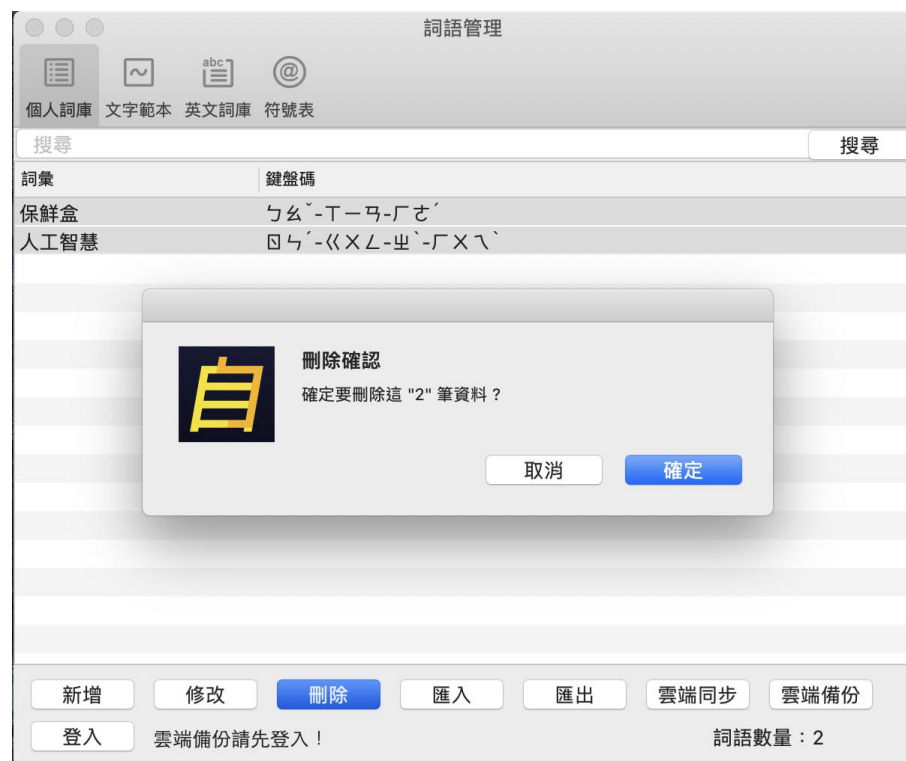 詞語管理
abc
個人詞庫 文字範本 英文詞庫 符號表
搜尋 搜尋
詞彙 鍵盤碼
保鮮盒 ㄅㄠˇ-ㄒㄧㄢ-ㄏㄜˊ
人工智慧 ㄖㄣˊ-ㄍㄨㄥ-ㄓˋ-ㄏㄨㄟˋ
自
刪除確認
確定要刪除這 "2" 筆資料？
取消 確定
新增 修改 刪除 匯入 匯出 雲端同步 雲端備份
登入 雲端備份請先登入！ 詞語數量：2